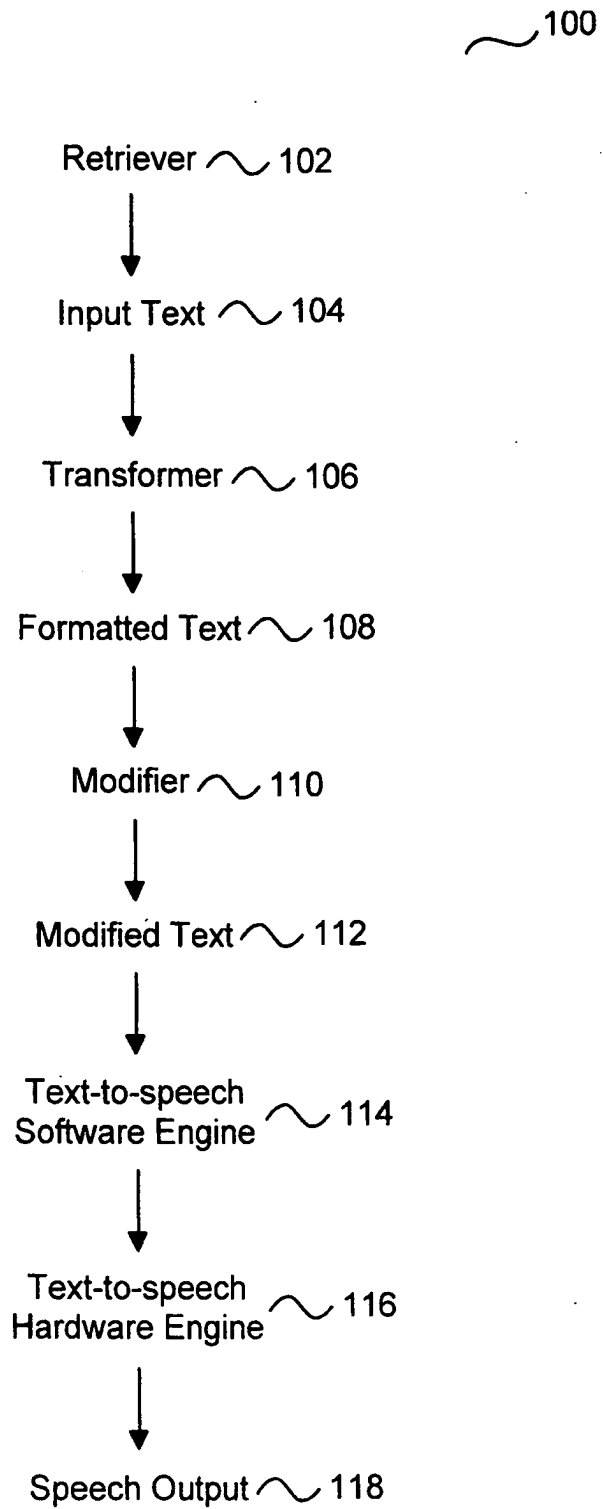 100
Retriever 102
Input Text 104
Transformer 106
Formatted Text 108
Modifier 110
Modified Text 112
Text-to-speech
Software Engine 114
Text-to-speech
Hardware Engine 116
Speech Output 118